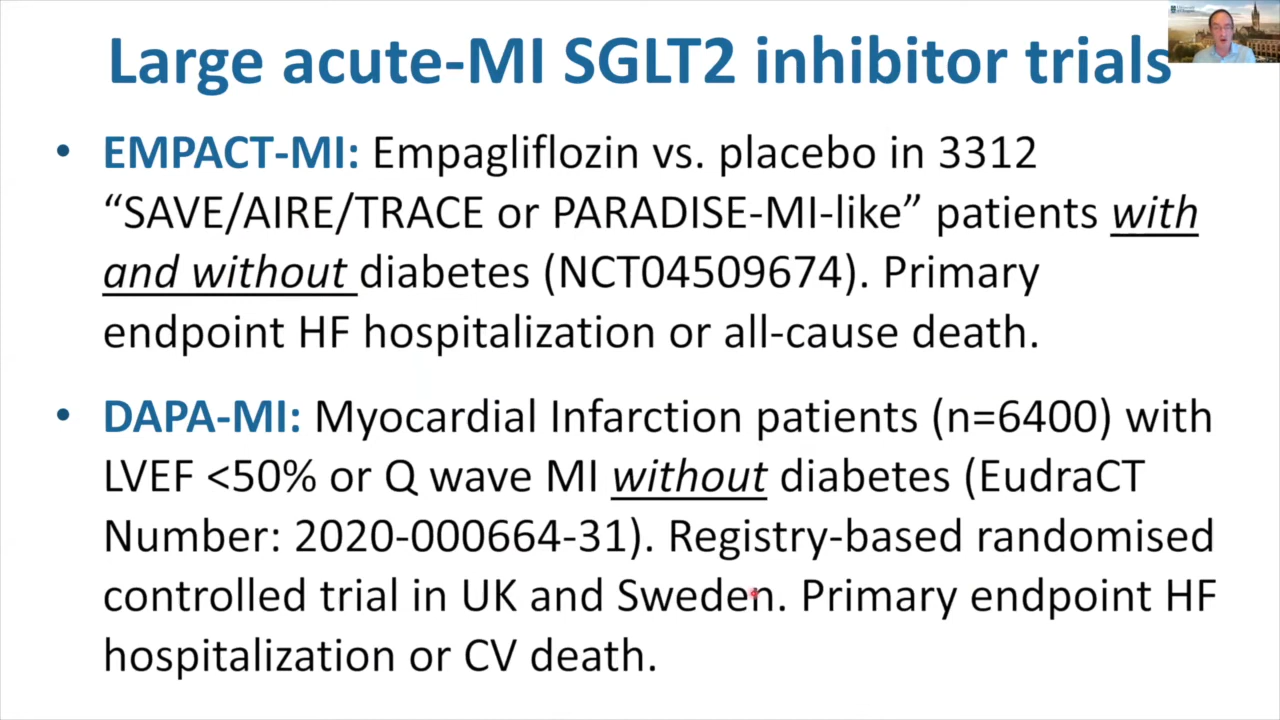 Large acute-MI SGLT2 inhibitor trials
• EMPACT-MI: Empagliflozin vs. placebo in 3312
“SAVE/AIRE/TRACE or PARADISE-MI-like” patients with
and without diabetes (NCT04509674). Primary
endpoint HF hospitalization or all-cause death.
• DAPA-MI: Myocardial Infarction patients (n=6400) with
LVEF <50% or Q wave MI without diabetes (EudraCT
Number: 2020-000664-31). Registry-based randomised
controlled trial in UK and Sweden. Primary endpoint HF
hospitalization or CV death.